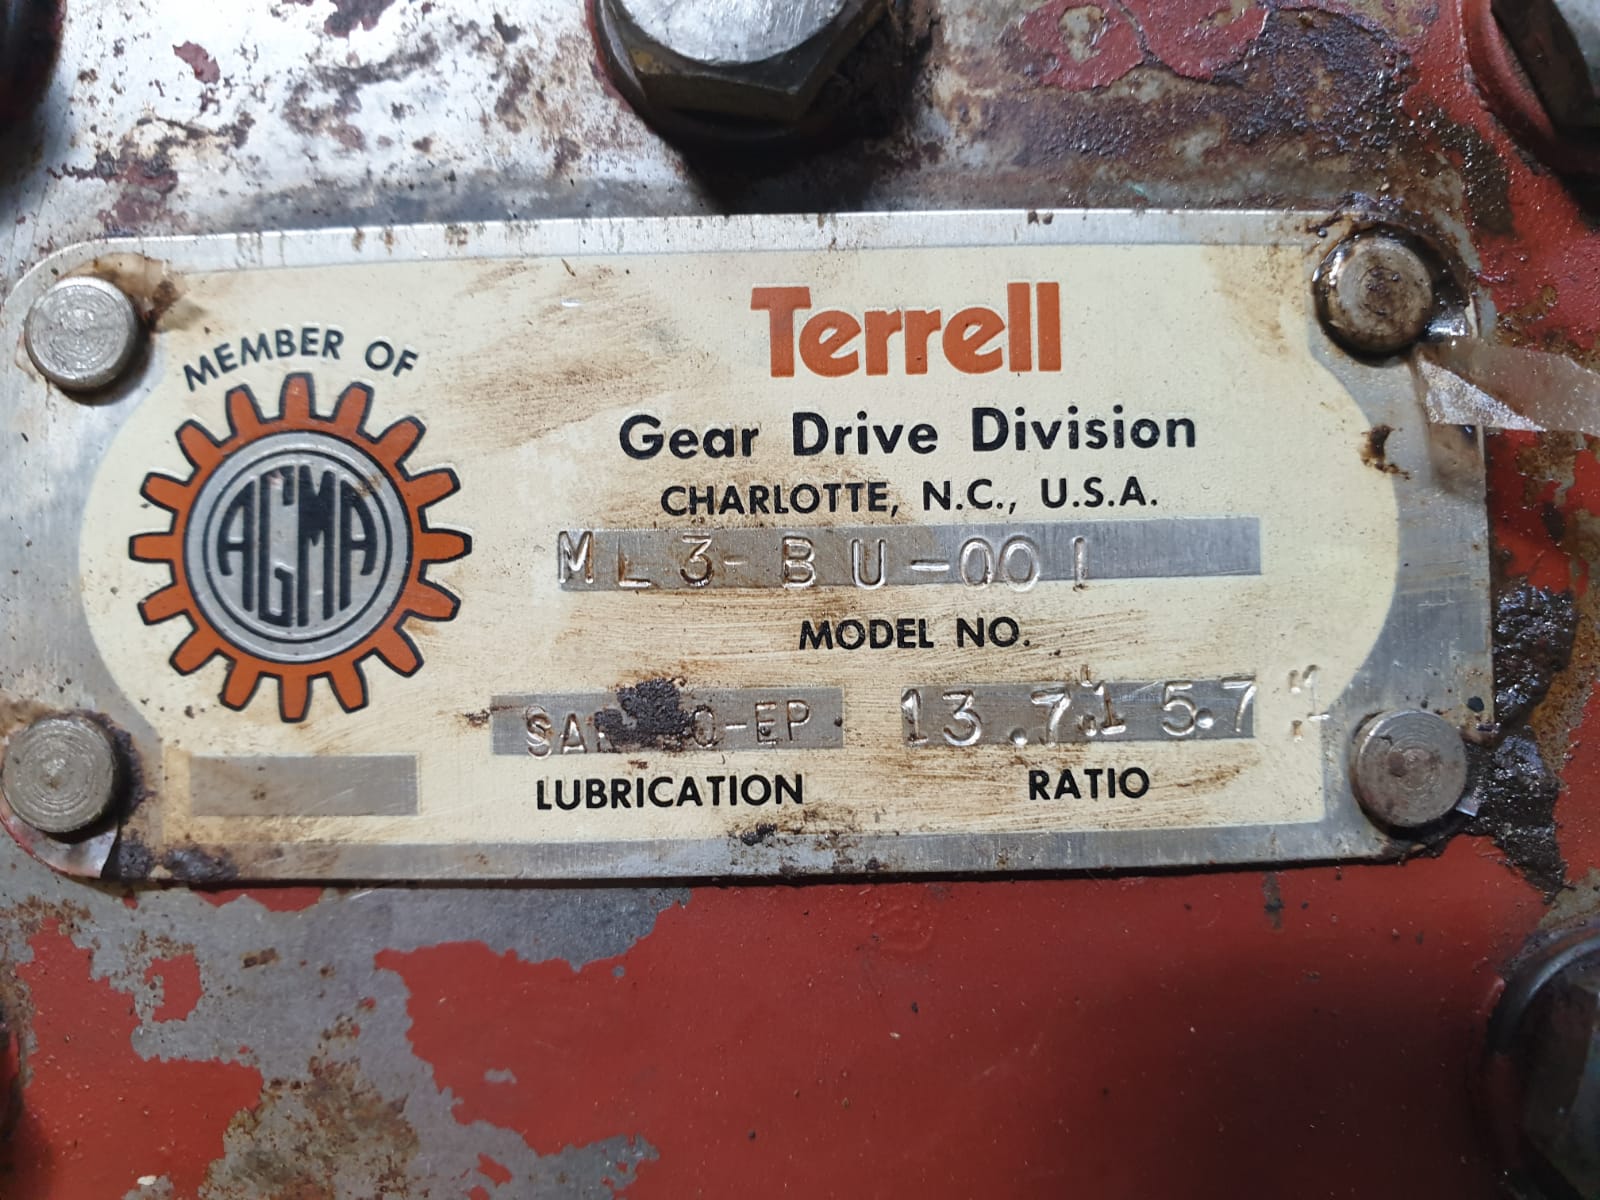 MEMBER OF
AGMA
Terrell
Gear Drive Division
CHARLOTTE, N.C., U.S.A.
ML3-BU-001
MODEL NO.
LUBRICATION
RATIO